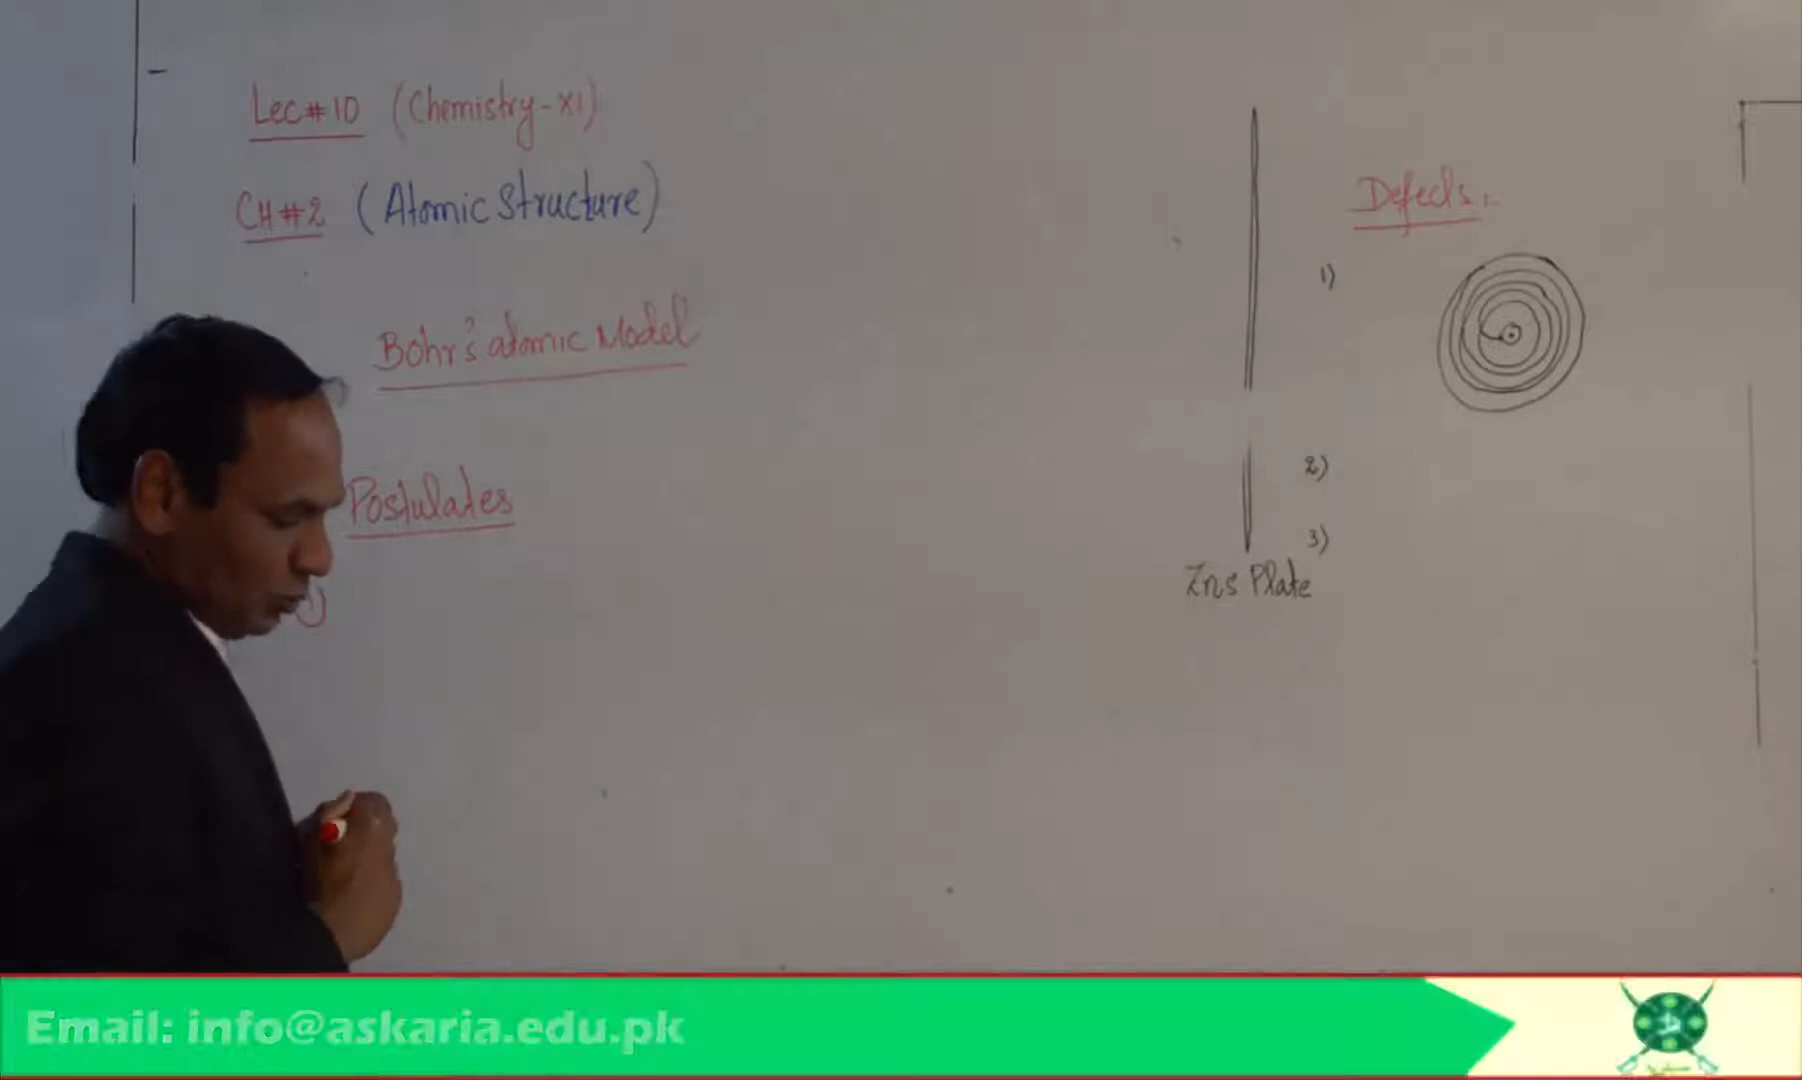 Lec#10 (Chemistry-XI)
CH#2 (Atomic Structure)
Bohr's atomic Model
Postulates
Defects:
1)
2)
3)
Zns Plate
Email: info@askaria.edu.pk